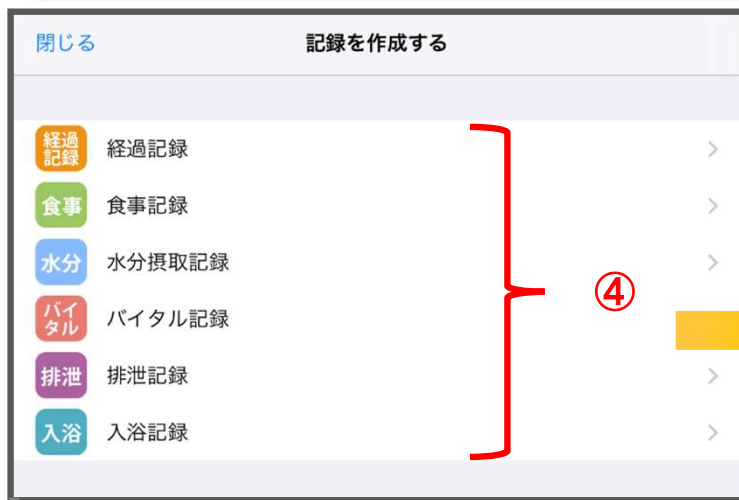 閉じる 記録を作成する
経過
記録 経過記録
食事 食事記録
水分 水分摂取記録
バイ
タル バイタル記録
排泄 排泄記録
入浴 入浴記録
④